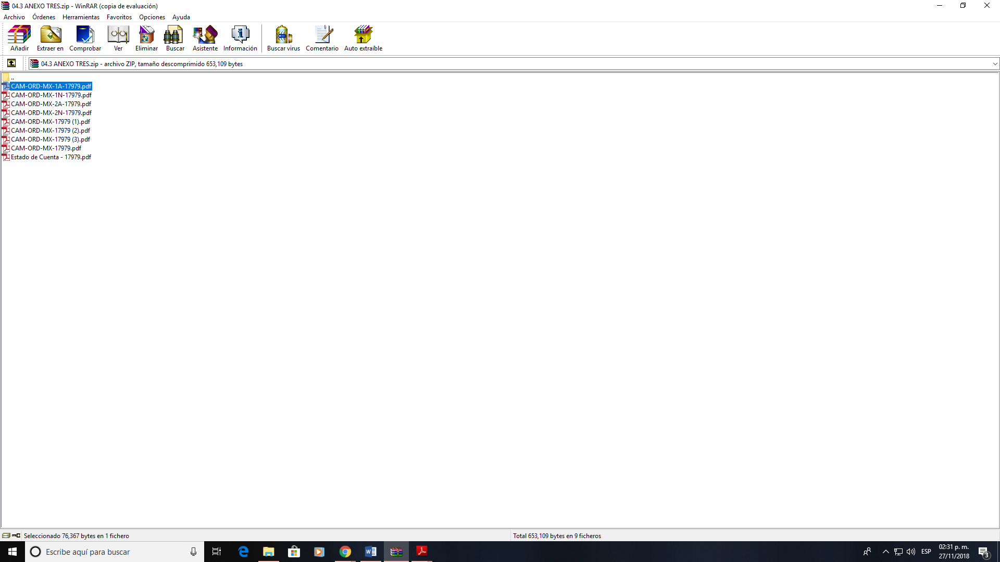 04.3 ANEXO TRES.zip - WinRAR (copia de evaluación)
Archivo Órdenes Herramientas Favoritos Opciones Ayuda
Añadir Extraer en Comprobar Ver Eliminar Buscar Asistente Información Buscar virus Comentario Auto extraíble
04.3 ANEXO TRES.zip - archivo ZIP, tamaño descomprimido 653,109 bytes
..
CAM-ORD-MX-1A-17979.pdf
CAM-ORD-MX-1N-17979.pdf
CAM-ORD-MX-2A-17979.pdf
CAM-ORD-MX-2N-17979.pdf
CAM-ORD-MX-17979 (1).pdf
CAM-ORD-MX-17979 (2).pdf
CAM-ORD-MX-17979 (3).pdf
CAM-ORD-MX-17979.pdf
Estado de Cuenta - 17979.pdf
Seleccionado 76,367 bytes en 1 fichero Total 653,109 bytes en 9 ficheros
Escribe aquí para buscar ESP 02:31 p. m.
27/11/2018 3